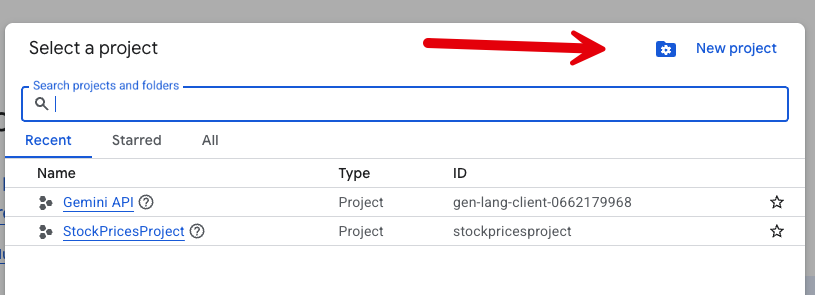 Select a project
New project
Search projects and folders
Recent Starred All
Name Type ID
Gemini API Project gen-lang-client-0662179968
StockPricesProject Project stockpricesproject